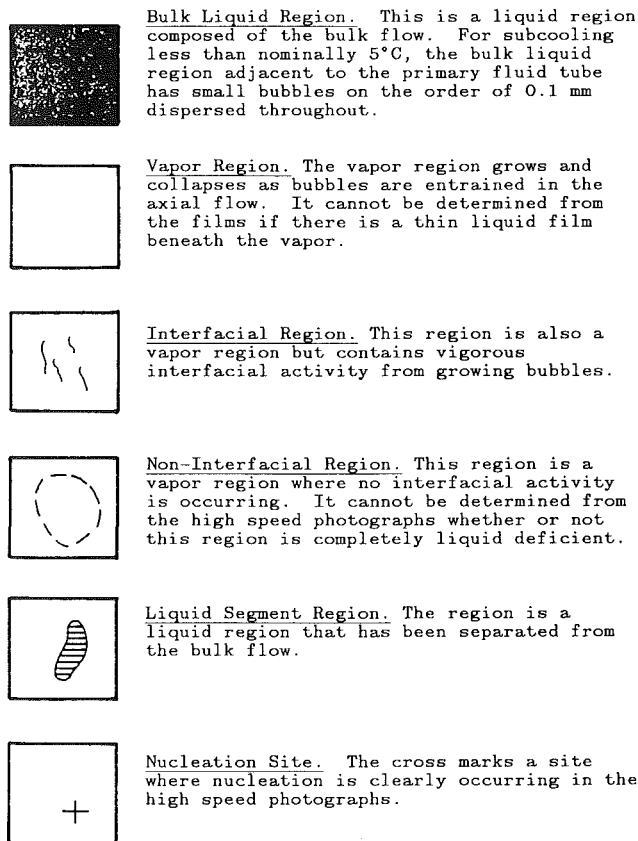 Bulk Liquid Region. This is a liquid region
composed of the bulk flow. For subcooling
less than nominally 5°C, the bulk liquid
region adjacent to the primary fluid tube
has small bubbles on the order of 0.1 mm
dispersed throughout.
Vapor Region. The vapor region grows and
collapses as bubbles are entrained in the
axial flow. It cannot be determined from
the films if there is a thin liquid film
beneath the vapor.
Interfacial Region. This region is also a
vapor region but contains vigorous
interfacial activity from growing bubbles.
Non-Interfacial Region. This region is a
vapor region where no interfacial activity
is occurring. It cannot be determined from
the high speed photographs whether or not
this region is completely liquid deficient.
Liquid Segment Region. The region is a
liquid region that has been separated from
the bulk flow.
Nucleation Site. The cross marks a site
where nucleation is clearly occurring in the
high speed photographs.